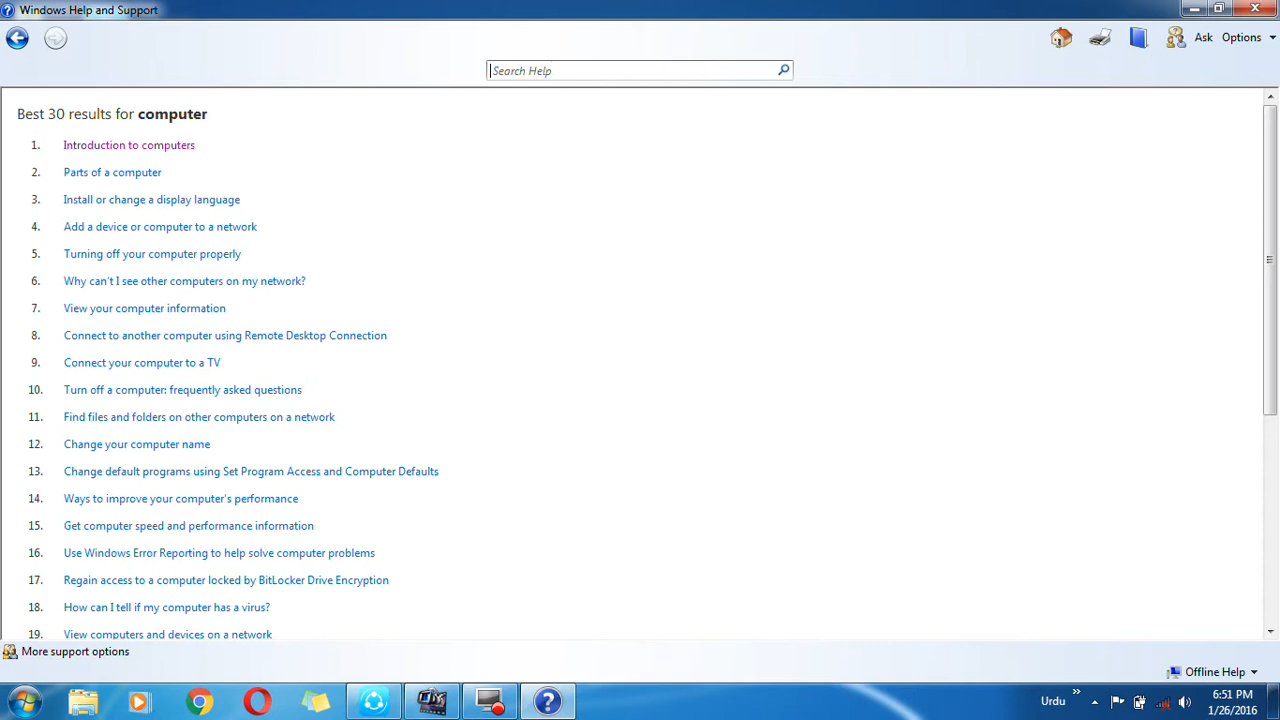 Windows Help and Support
Ask Options
Search Help
Best 30 results for computer
1. Introduction to computers
2. Parts of a computer
3. Install or change a display language
4. Add a device or computer to a network
5. Turning off your computer properly
6. Why can't I see other computers on my network?
7. View your computer information
8. Connect to another computer using Remote Desktop Connection
9. Connect your computer to a TV
10. Turn off a computer: frequently asked questions
11. Find files and folders on other computers on a network
12. Change your computer name
13. Change default programs using Set Program Access and Computer Defaults
14. Ways to improve your computer's performance
15. Get computer speed and performance information
16. Use Windows Error Reporting to help solve computer problems
17. Regain access to a computer locked by BitLocker Drive Encryption
18. How can I tell if my computer has a virus?
19. View computers and devices on a network
More support options
Offline Help
Urdu
6:51 PM
1/26/2016